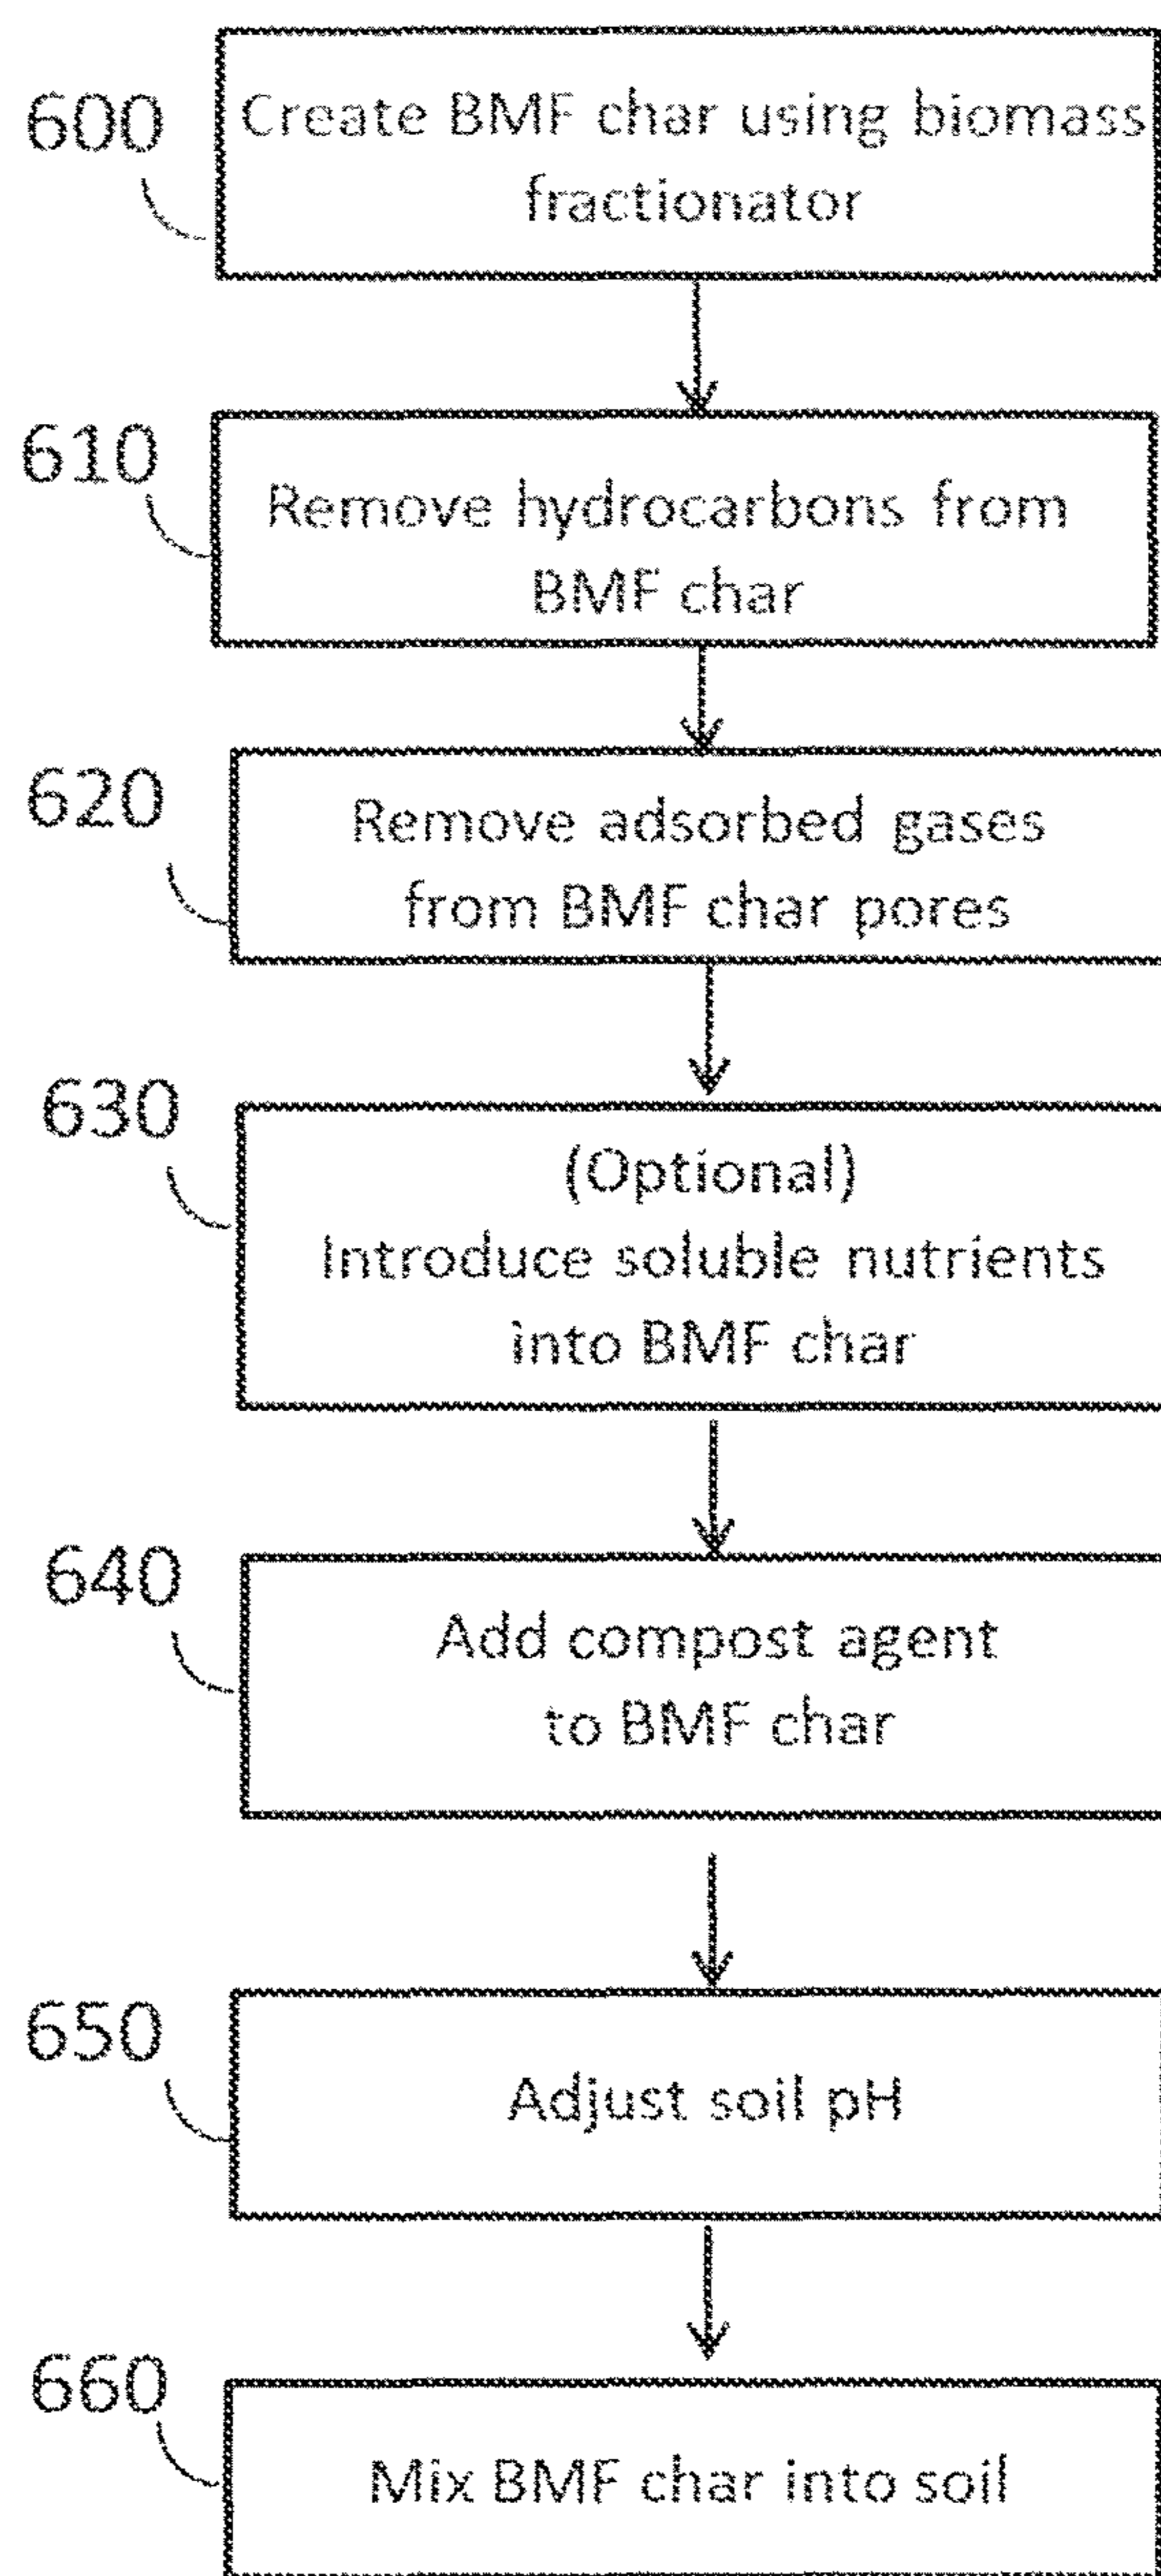 600
Create BMF char using biomass
fractionator
610
Remove hydrocarbons from
BMF char
620
Remove adsorbed gases
from BMF char pores
630
(Optional)
Introduce soluble nutrients
into BMF char
640
Add compost agent
to BMF char
650
Adjust soil pH
660
Mix BMF char into soil